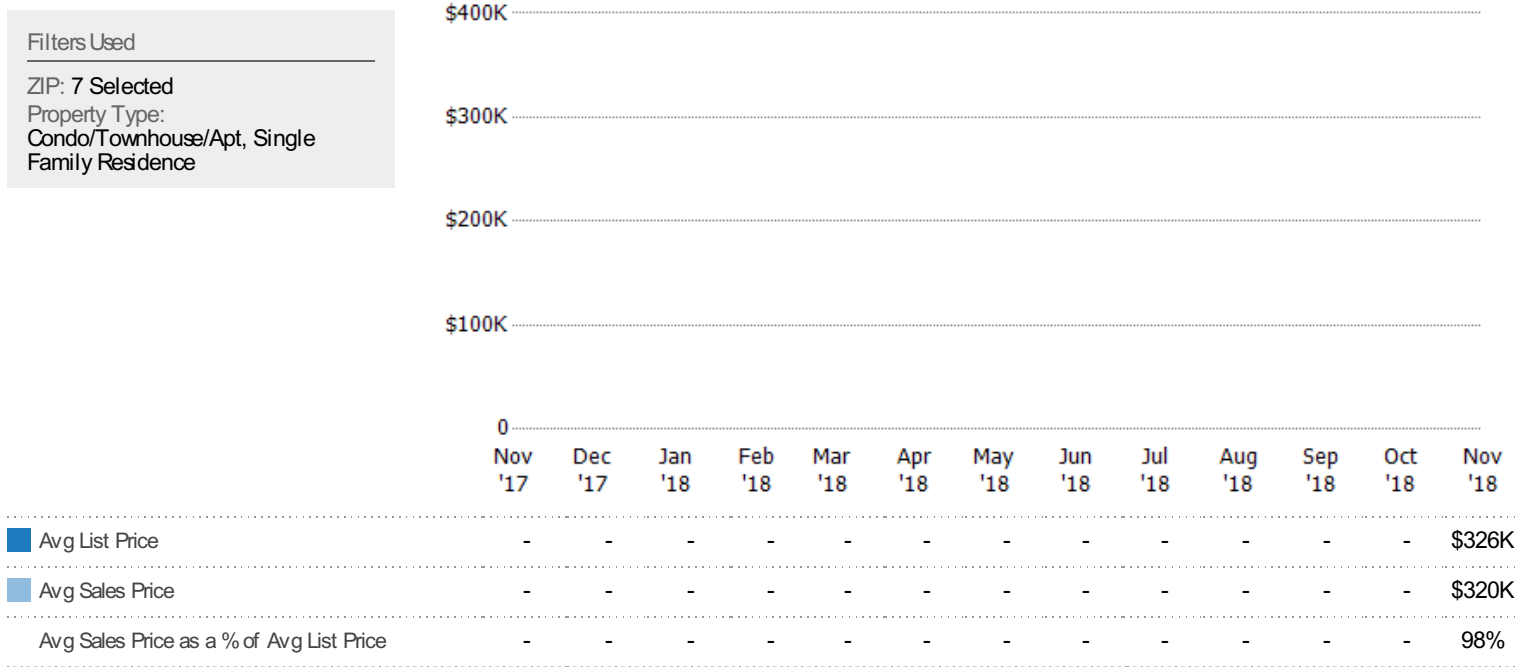 Filters Used
ZIP: 7 Selected
Property Type:
Condo/Townhouse/Apt, Single
Family Residence
$400K
$300K
$200K
$100K
0
Nov Dec Jan Feb Mar Apr May Jun Jul Aug Sep Oct Nov
'17 '17 '18 '18 '18 '18 '18 '18 '18 '18 '18 '18 '18
Avg List Price - - - - - - - - - - - - $326K
Avg Sales Price - - - - - - - - - - - - $320K
Avg Sales Price as a % of Avg List Price - - - - - - - - - - - - 98%